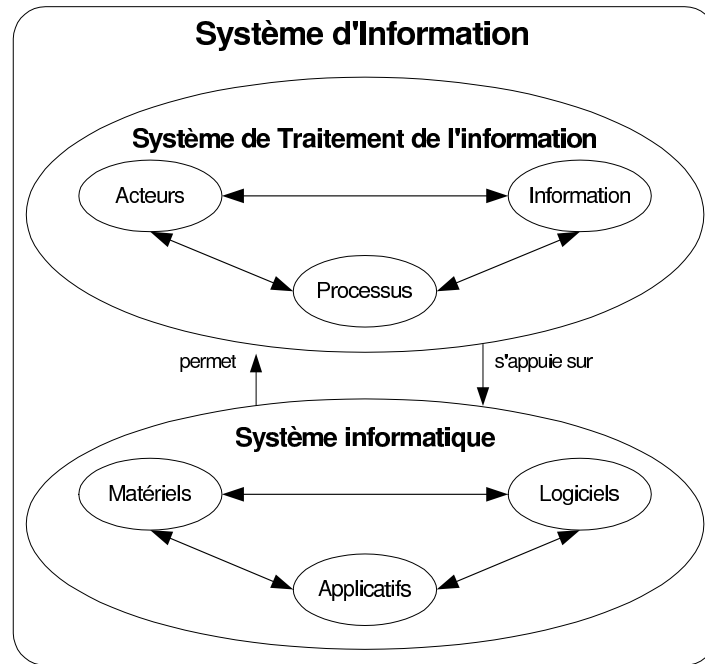 Système d'Information
Système de Traitement de l'information
Acteurs
Information
Processus
permet
s'appuie sur
Système informatique
Matériels
Logiciels
Applicatifs